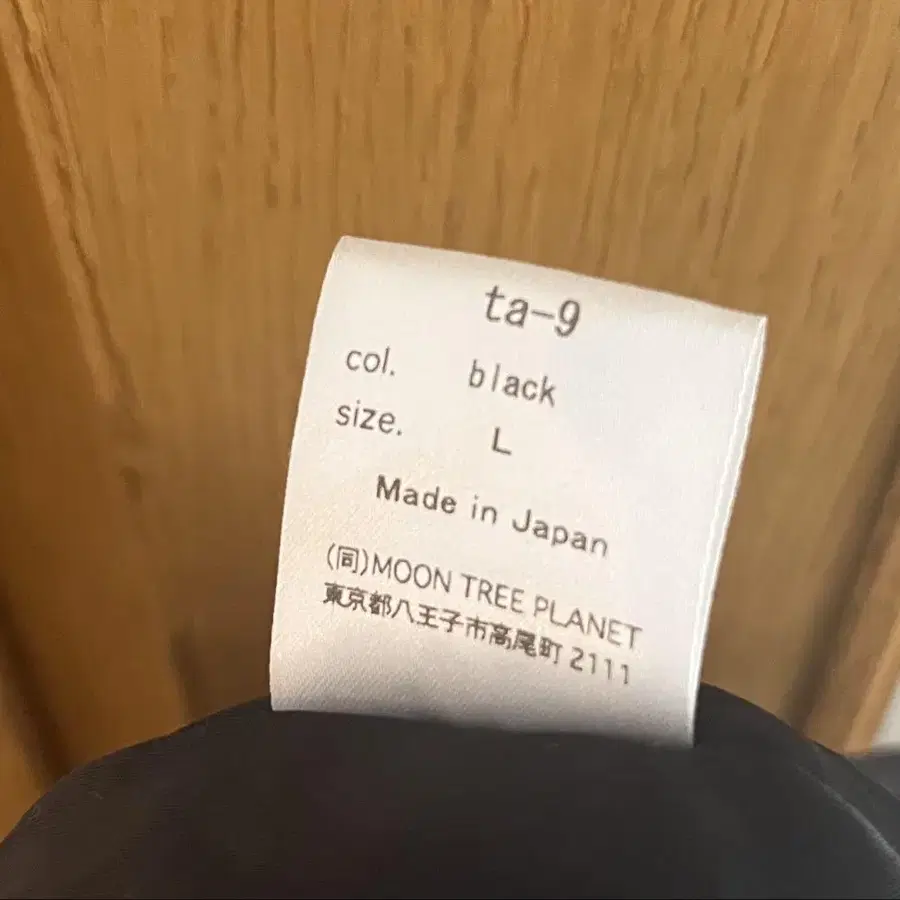 ta-9
col. black
size. L
Made in Japan
(同)MOON TREE PLANET
東京都八王子市高尾町 2111